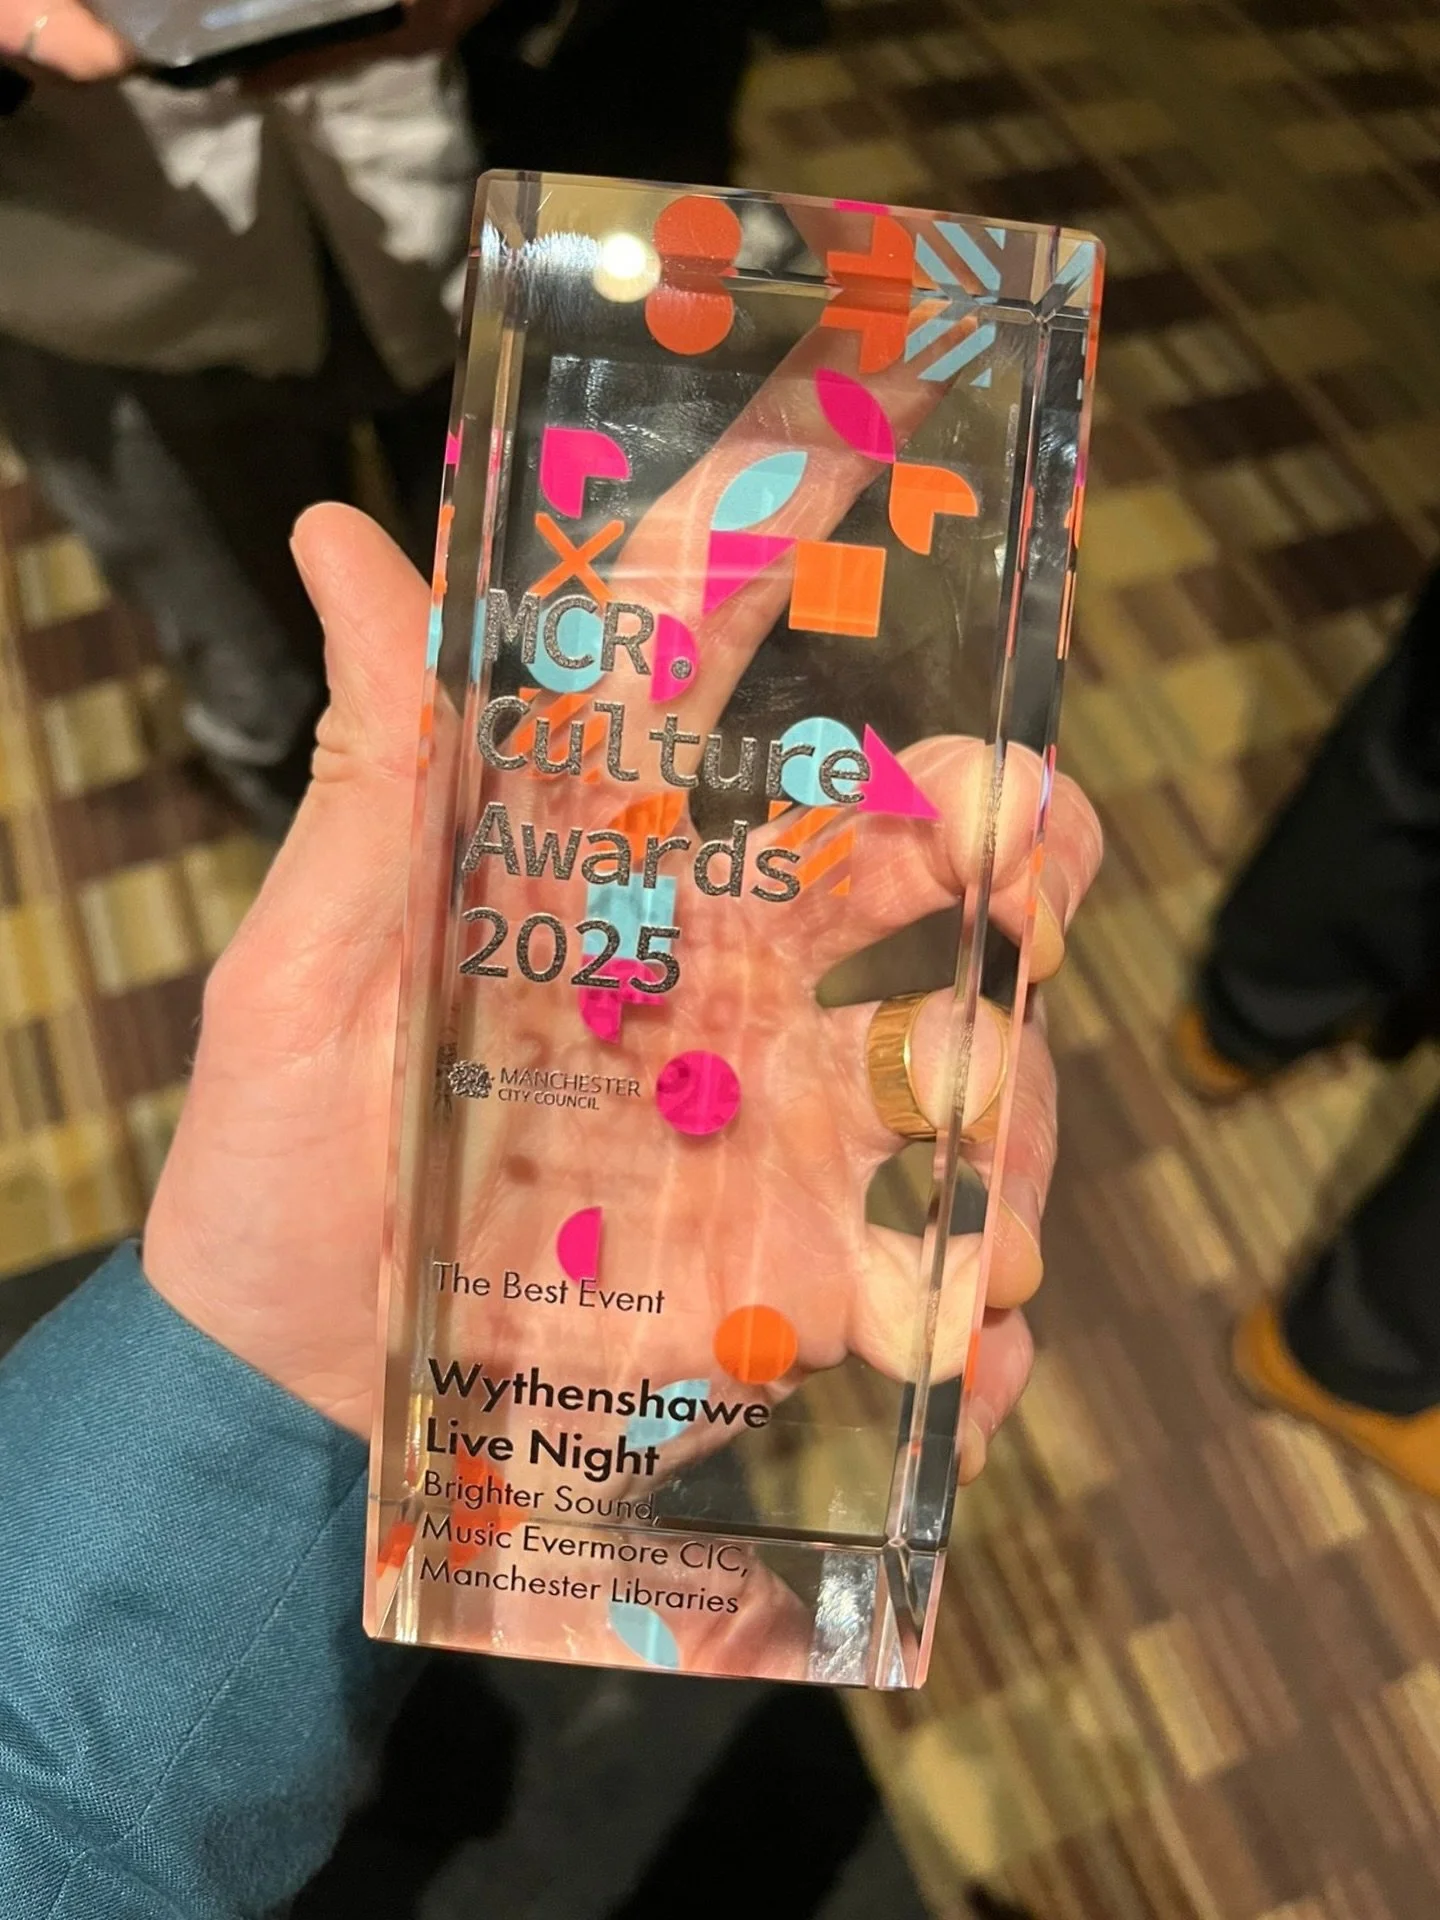 MCR.
Culture
Awards
2025
MANCHESTER
CITY COUNCIL
The Best Event
Wythenshawe
Live Night
Brighter Sound,
Music Evermore CIC,
Manchester Libraries